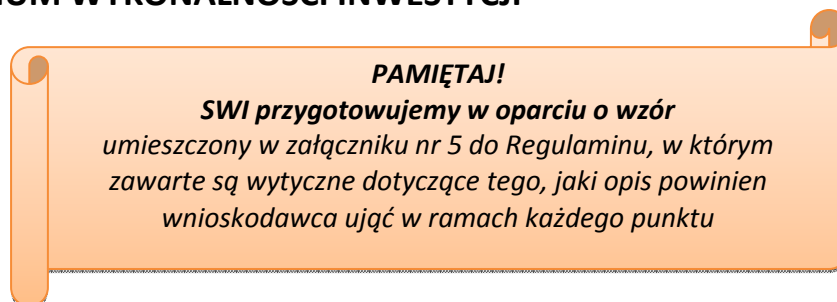 WYKONALNOŚCI INWESTYCJI
PAMIĘTAJ!
SWI przygotowujemy w oparciu o wzór
umieszczony w załączniku nr 5 do Regulaminu, w którym
zawarte są wytyczne dotyczące tego, jaki opis powinien
wnioskodawca ująć w ramach każdego punktu